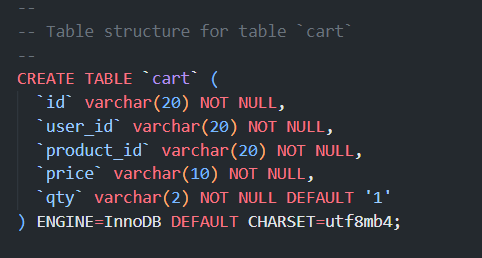 --
-- Table structure for table `cart`
--
CREATE TABLE `cart` (
  `id` varchar(20) NOT NULL,
  `user_id` varchar(20) NOT NULL,
  `product_id` varchar(20) NOT NULL,
  `price` varchar(10) NOT NULL,
  `qty` varchar(2) NOT NULL DEFAULT '1'
) ENGINE=InnoDB DEFAULT CHARSET=utf8mb4;